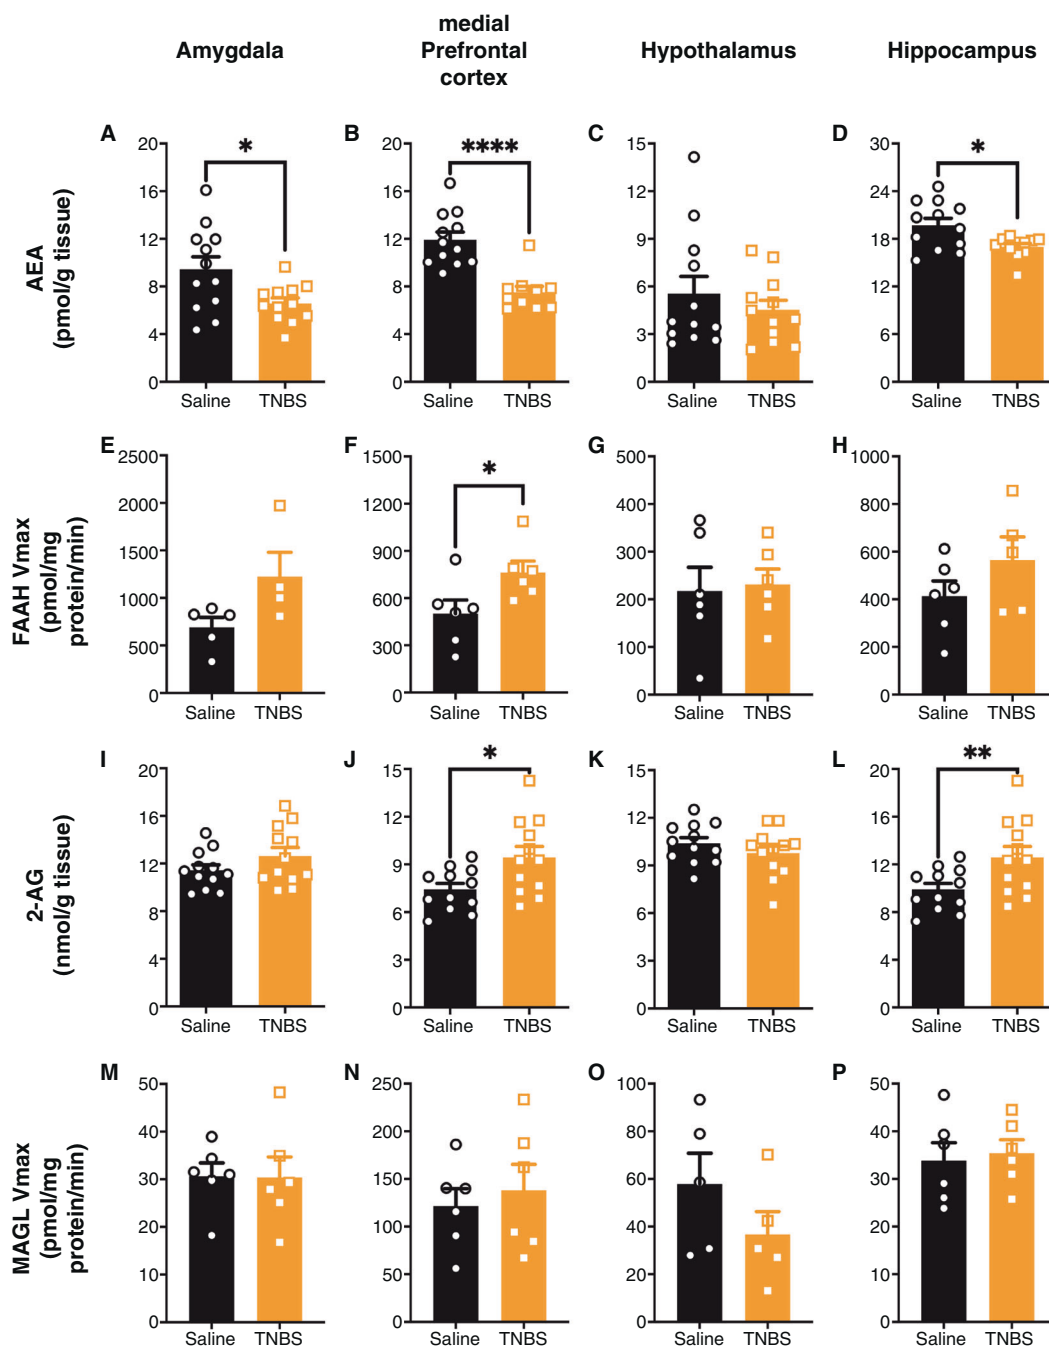 medial
Amygdala Prefrontal Hypothalamus Hippocampus
cortex
A B C D
20 20 15 30
* **** *
16 16 12 24
12 12 9 18
8 8 6 12
4 4 3 6
0 0 0 0
AEA
(pmol/g tissue)
Saline TNBS Saline TNBS Saline TNBS Saline TNBS
E F G H
2500 1500 500 1000
*
2000 1200 400 800
1500 900 300 600
1000 600 200 400
500 300 100 200
0 0 0 0
FAAH Vmax
(pmol/mg
protein/min)
Saline TNBS Saline TNBS Saline TNBS Saline TNBS
I J K L
20 15 15 20
* **
16 12 12 16
12 9 9 12
8 6 6 8
4 3 3 4
0 0 0 0
2-AG
(nmol/g tissue)
Saline TNBS Saline TNBS Saline TNBS Saline TNBS
M N O P
50 250 100 50
40 200 80 40
30 150 60 30
20 100 40 20
10 50 20 10
0 0 0 0
MAGL Vmax
(pmol/mg
protein/min)
Saline TNBS Saline TNBS Saline TNBS Saline TNBS